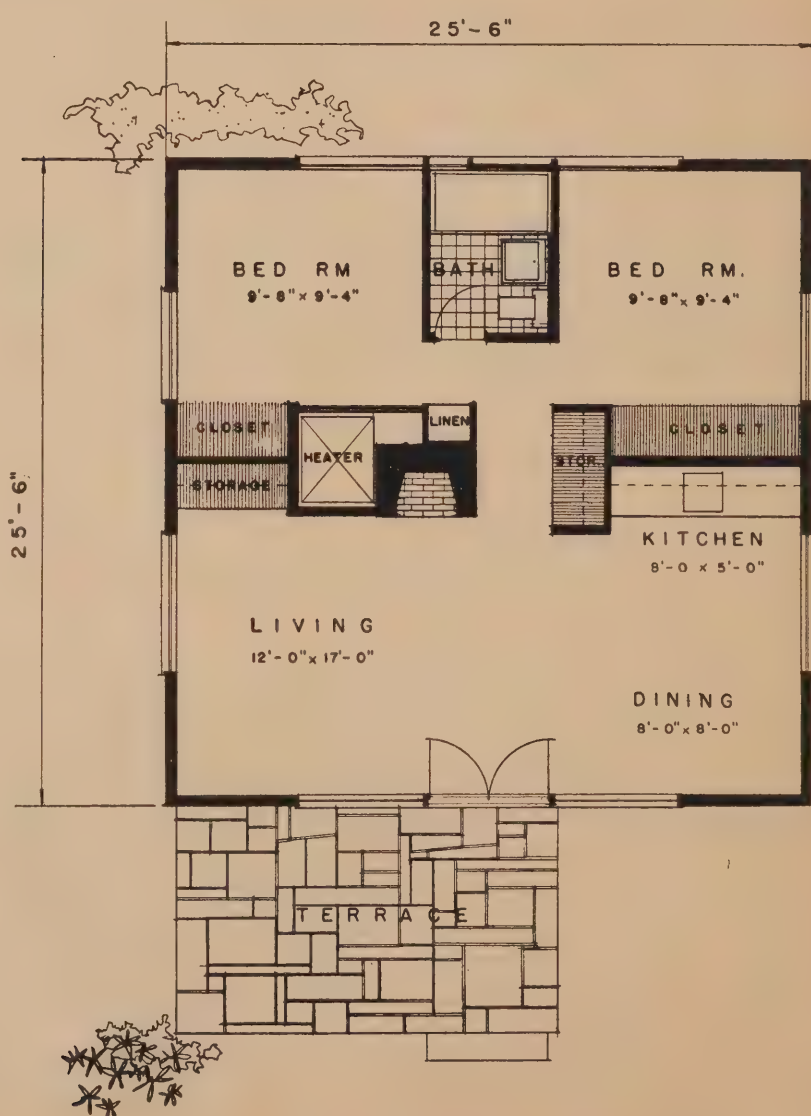 25'-6"
BED RM
9'-8" x 9'-4"
BATH
BED RM.
9'-8" x 9'-4"
CLOSET
HEATER
LINEN
STOR.
CLOSET
STORAGE
25'-6"
KITCHEN
8'-0 x 5'-0"
LIVING
12'-0" x 17'-0"
DINING
8'-0" x 8'-0"
TERRACE